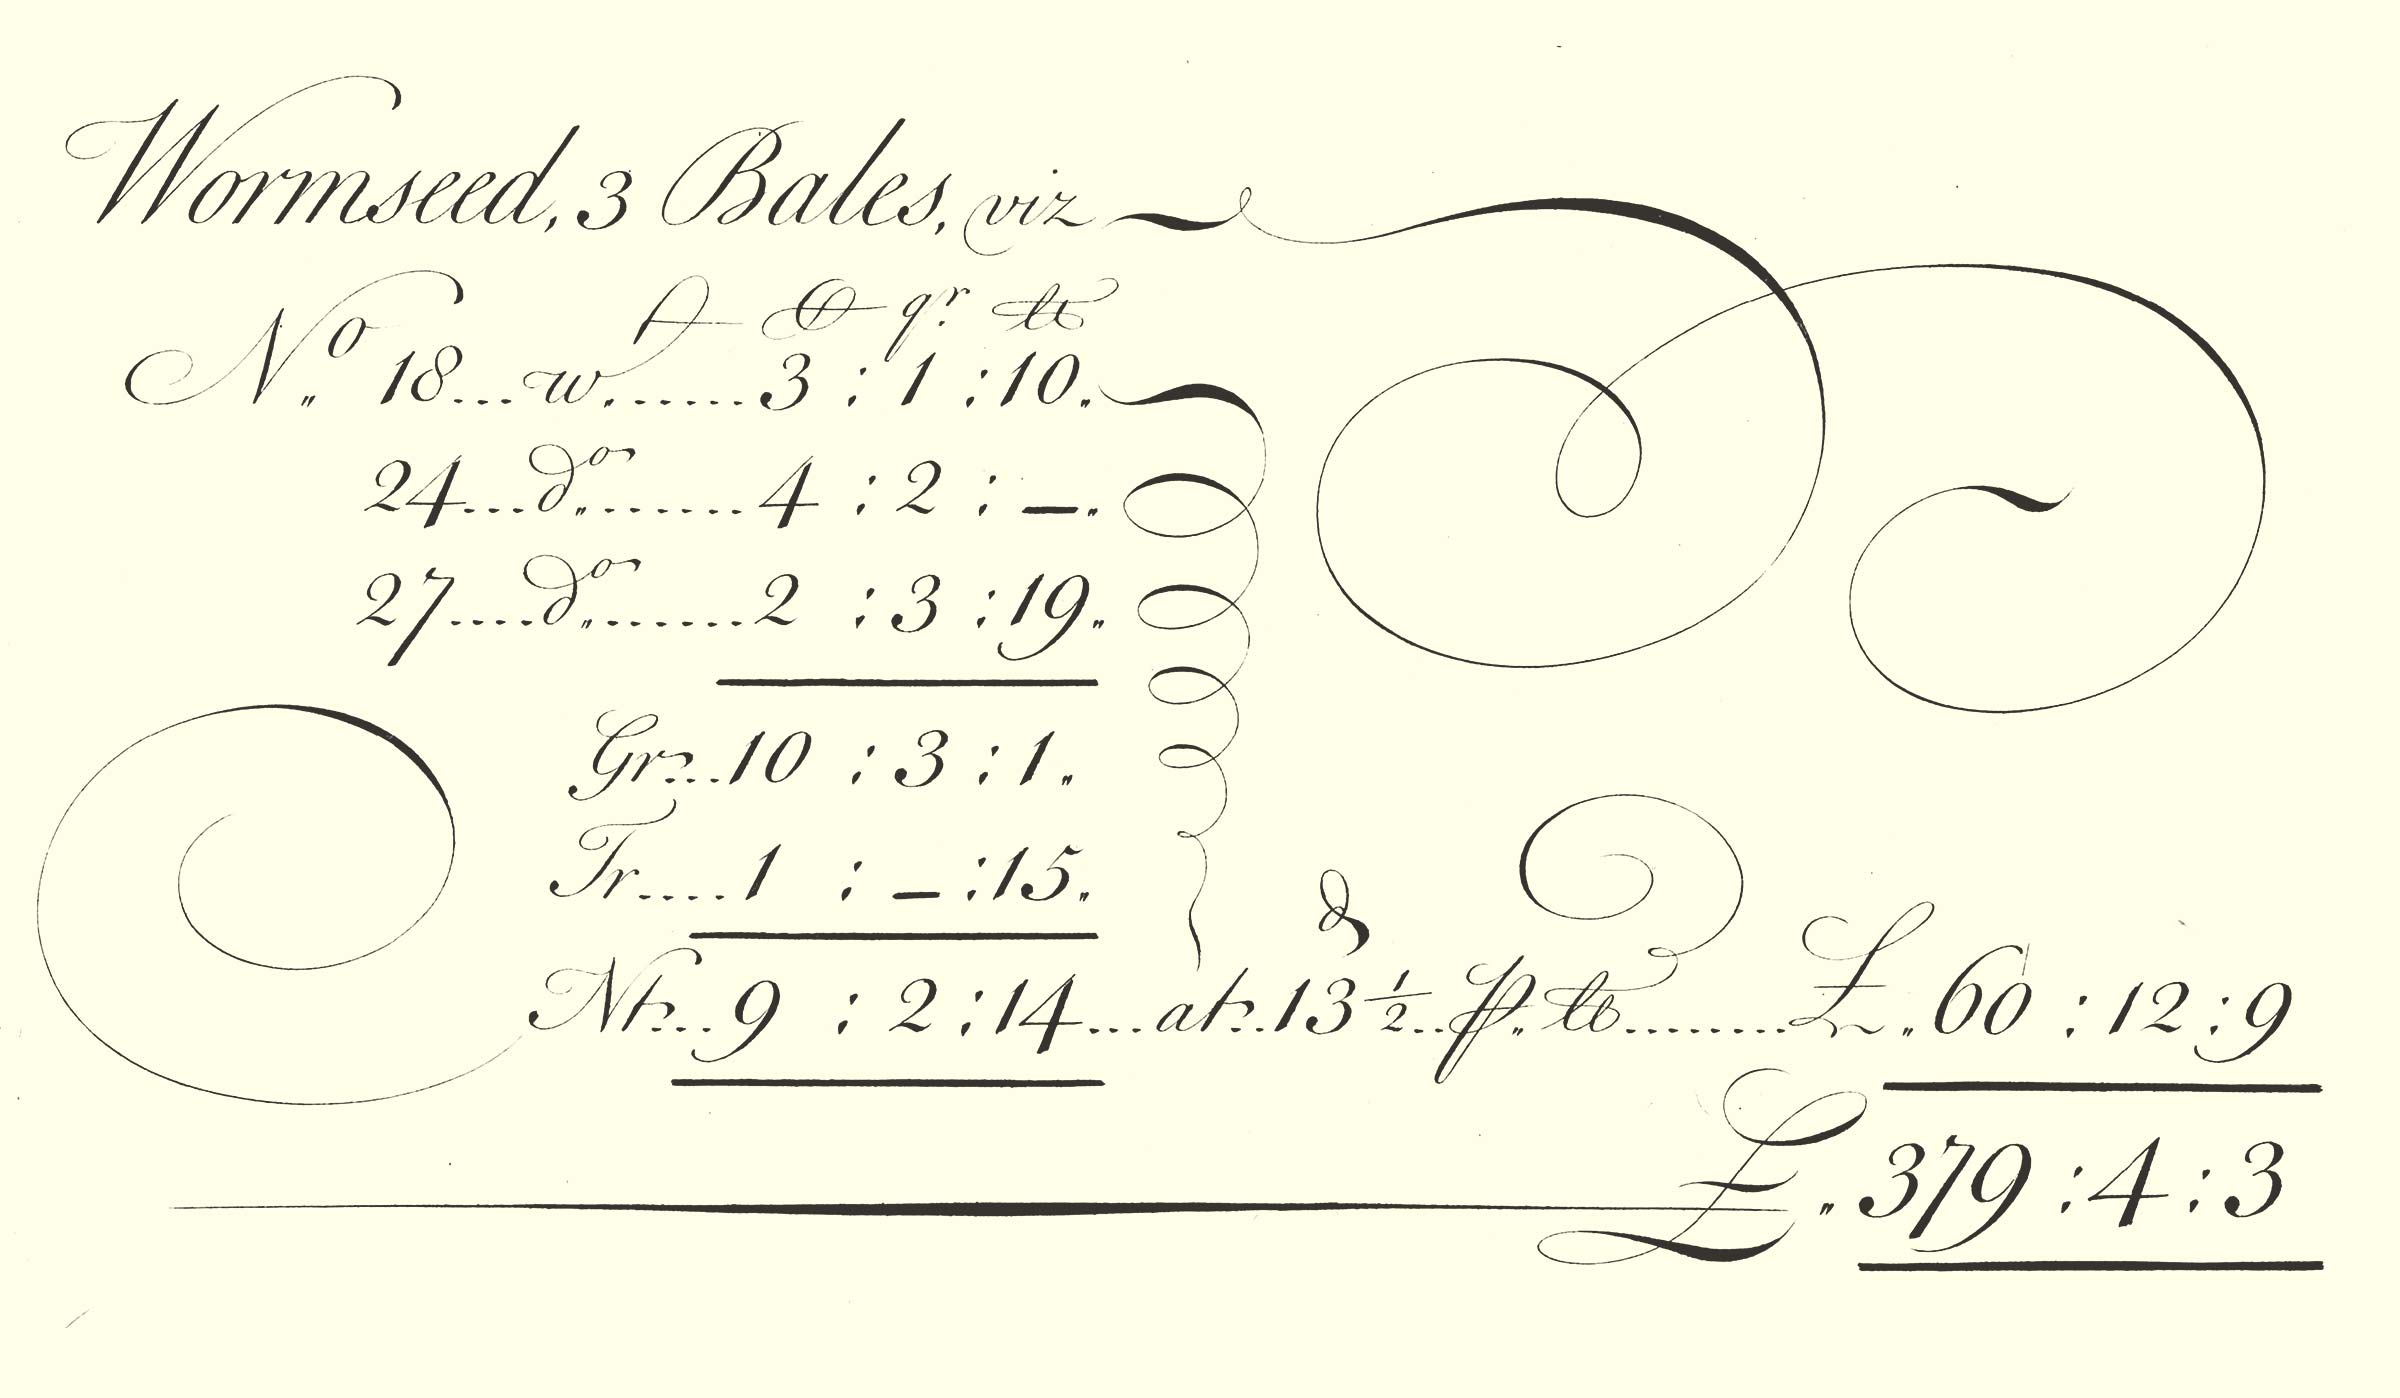 Wormseed, 3 Bales, viz
C qr. lb
No. 18...wt......3 : 1 : 10.
24...do.......4 : 2 : –.
27....do.......2 : 3 : 19.
Grs...10 : 3 : 1.
Tr....1 : – : 15.
d
Nt...9 : 2 : 14...at..13 1/2..p. lb........£.60 : 12 : 9
£.379 : 4 : 3